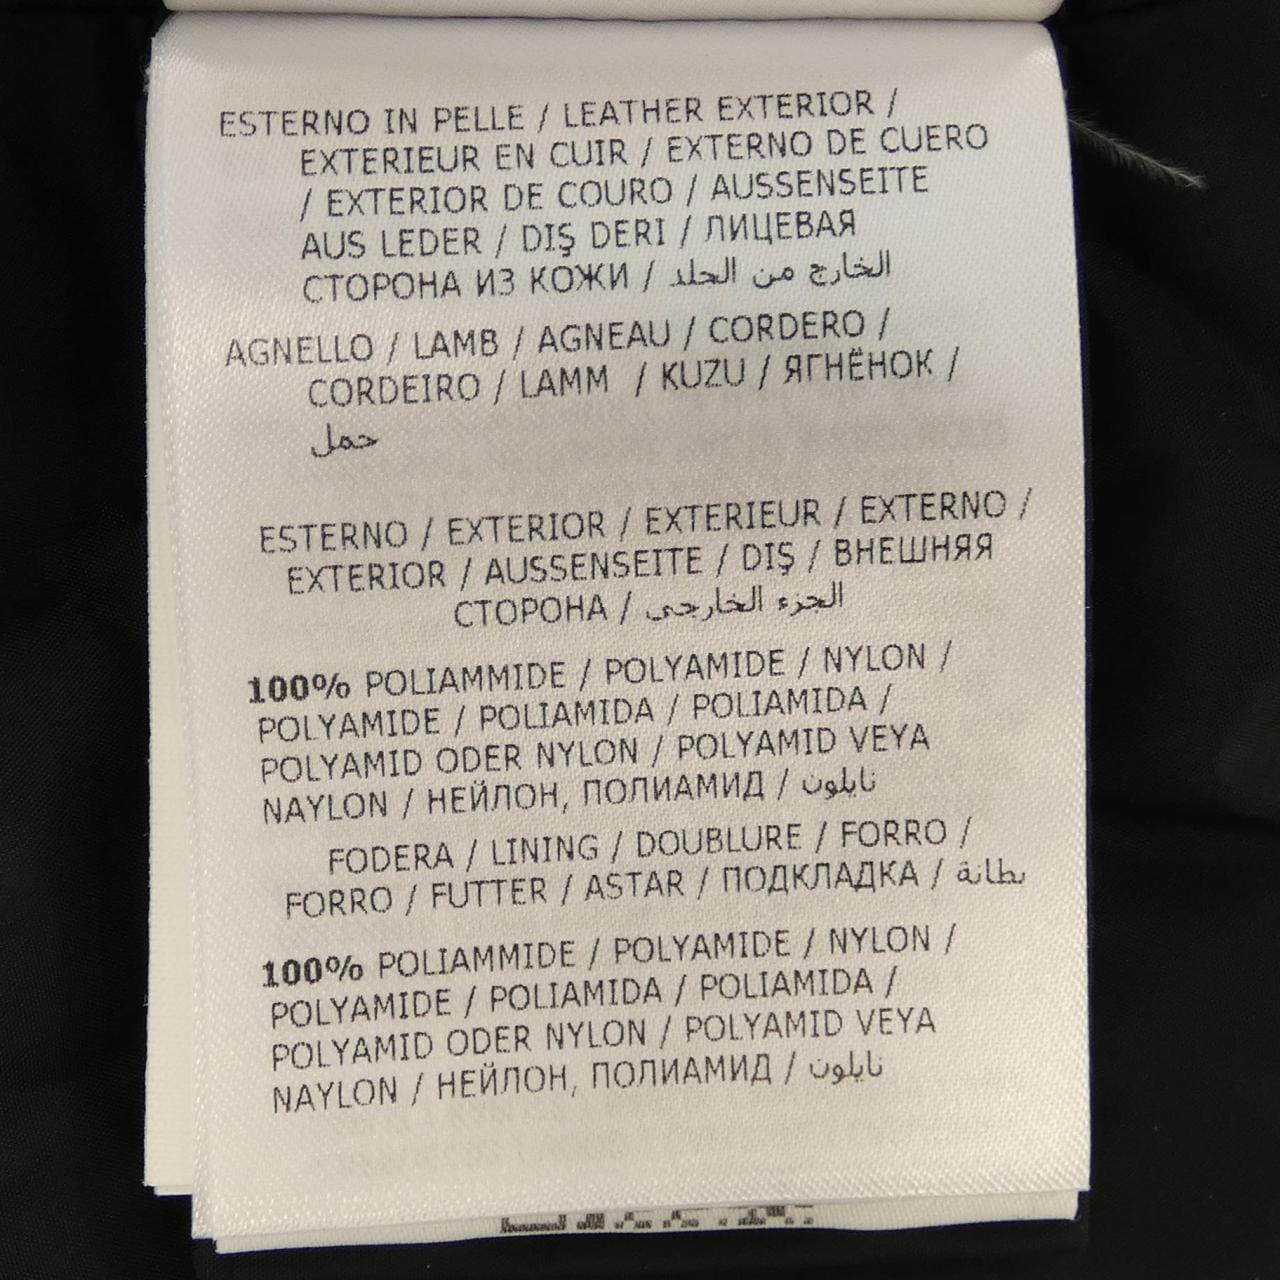 ESTERNO IN PELLE / LEATHER EXTERIOR /
EXTERIEUR EN CUIR / EXTERNO DE CUERO
/ EXTERIOR DE COURO / AUSSENSEITE
AUS LEDER / DIŞ DERI / ЛИЦЕВАЯ
СТОРОНА ИЗ КОЖИ / الخارج من الجلد
AGNELLO / LAMB / AGNEAU / CORDERO /
CORDEIRO / LAMM / KUZU / ЯГНЁНОК /
حمل
ESTERNO / EXTERIOR / EXTERIEUR / EXTERNO /
EXTERIOR / AUSSENSEITE / DIŞ / ВНЕШНЯЯ
СТОРОНА / الجزء الخارجى
100% POLIAMMIDE / POLYAMIDE / NYLON /
POLYAMIDE / POLIAMIDA / POLIAMIDA /
POLYAMID ODER NYLON / POLYAMID VEYA
NAYLON / НЕЙЛОН, ПОЛИАМИД / نايلون
FODERA / LINING / DOUBLURE / FORRO /
FORRO / FUTTER / ASTAR / ПОДКЛАДКА / بطانة
100% POLIAMMIDE / POLYAMIDE / NYLON /
POLYAMIDE / POLIAMIDA / POLIAMIDA /
POLYAMID ODER NYLON / POLYAMID VEYA
NAYLON / НЕЙЛОН, ПОЛИАМИД / نايلون